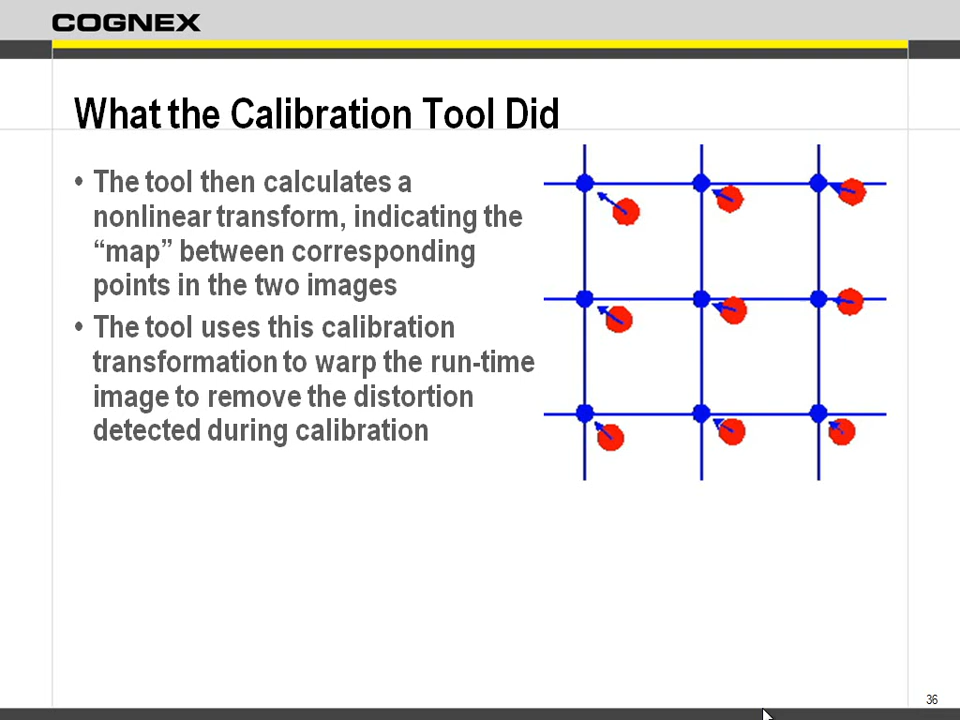 COGNEX
What the Calibration Tool Did
• The tool then calculates a
nonlinear transform, indicating the
“map” between corresponding
points in the two images
• The tool uses this calibration
transformation to warp the run-time
image to remove the distortion
detected during calibration
36